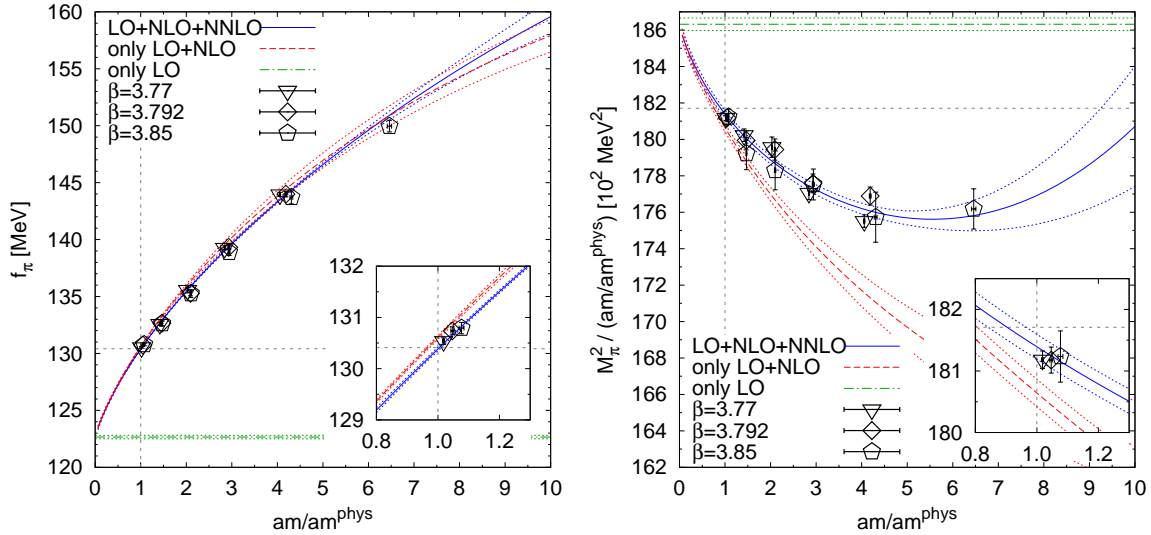 160
155
150
145
140
135
130
125
120
0 1 2 3 4 5 6 7 8 9 10
f_π [MeV]
am/am^phys
LO+NLO+NNLO
only LO+NLO
only LO
β=3.77
β=3.792
β=3.85
132
131
130
129
0.8 1.0 1.2
186
184
182
180
178
176
174
172
170
168
166
164
162
0 1 2 3 4 5 6 7 8 9 10
M_π^2 / (am/am^phys) [10^2 MeV^2]
am/am^phys
LO+NLO+NNLO
only LO+NLO
only LO
β=3.77
β=3.792
β=3.85
182
181
180
0.8 1.0 1.2